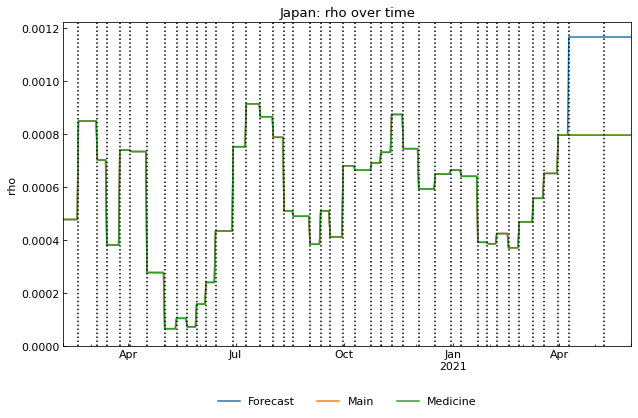 Japan: rho over time
0.0012
0.0010
0.0008
0.0006
0.0004
0.0002
0.0000
rho
Apr Jul Oct Jan Apr
2021
Forecast Main Medicine